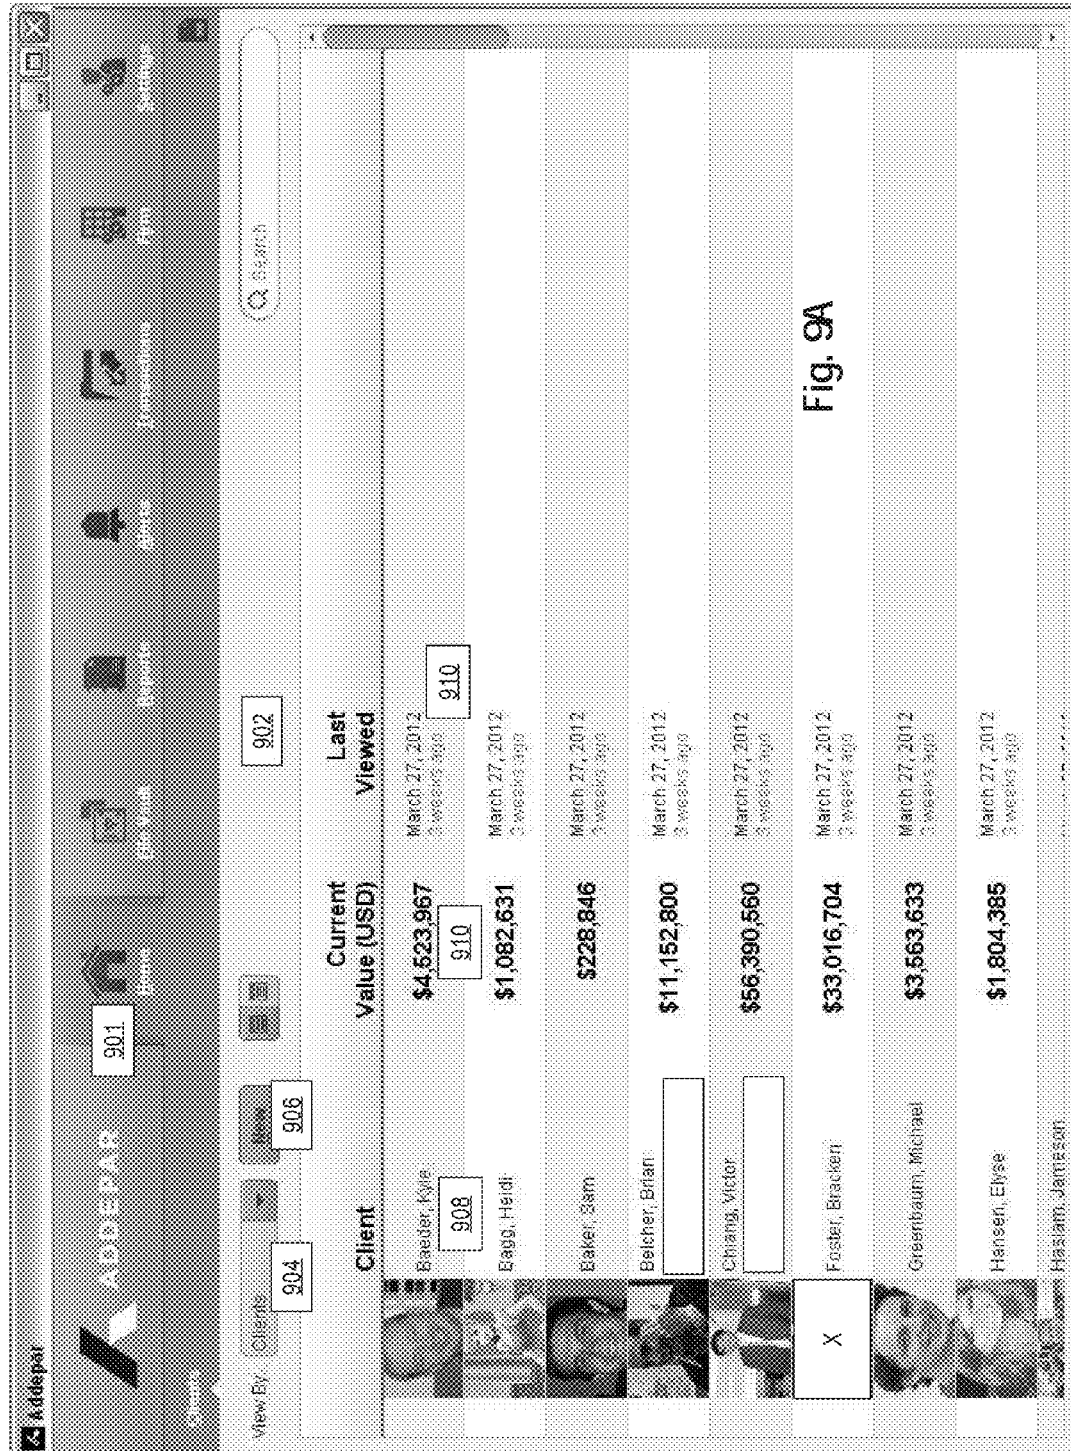 Addepar
ADDEPAR
901
Home
Alerts
Clients
View By: Clients
New
Search
904
906
902
Client
Current Value (USD)
Last Viewed
Baeder, Kyle
$4,523,967
March 27, 2012
3 weeks ago
908
910
910
Bagg, Heidi
$1,082,631
March 27, 2012
3 weeks ago
Baker, Sam
$228,846
March 27, 2012
3 weeks ago
Belcher, Brian
$11,152,800
March 27, 2012
3 weeks ago
Chiang, Victor
$56,390,560
March 27, 2012
3 weeks ago
X
Foster, Bracken
$33,016,704
March 27, 2012
3 weeks ago
Greenbaum, Michael
$3,563,633
March 27, 2012
3 weeks ago
Hansen, Elyse
$1,804,385
March 27, 2012
3 weeks ago
Haslam, Jameson
Fig. 9A